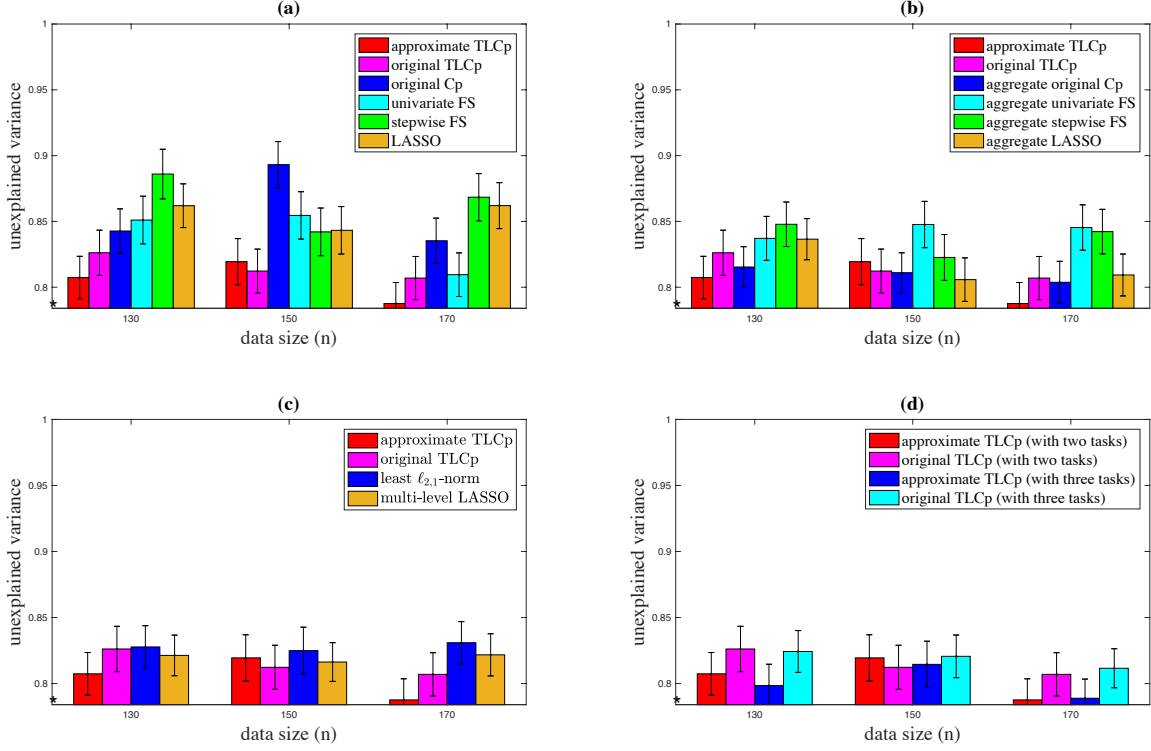 (a)
1
0.95
0.9
0.85
0.8
*
unexplained variance
approximate TLCp
original TLCp
original Cp
univariate FS
stepwise FS
LASSO
130
150
170
data size (n)
(b)
1
0.95
0.9
0.85
0.8
*
unexplained variance
approximate TLCp
original TLCp
aggregate original Cp
aggregate univariate FS
aggregate stepwise FS
aggregate LASSO
130
150
170
data size (n)
(c)
1
0.95
0.9
0.85
0.8
*
unexplained variance
approximate TLCp
original TLCp
least ℓ2,1-norm
multi-level LASSO
130
150
170
data size (n)
(d)
1
0.95
0.9
0.85
0.8
*
unexplained variance
approximate TLCp (with two tasks)
original TLCp (with two tasks)
approximate TLCp (with three tasks)
original TLCp (with three tasks)
130
150
170
data size (n)